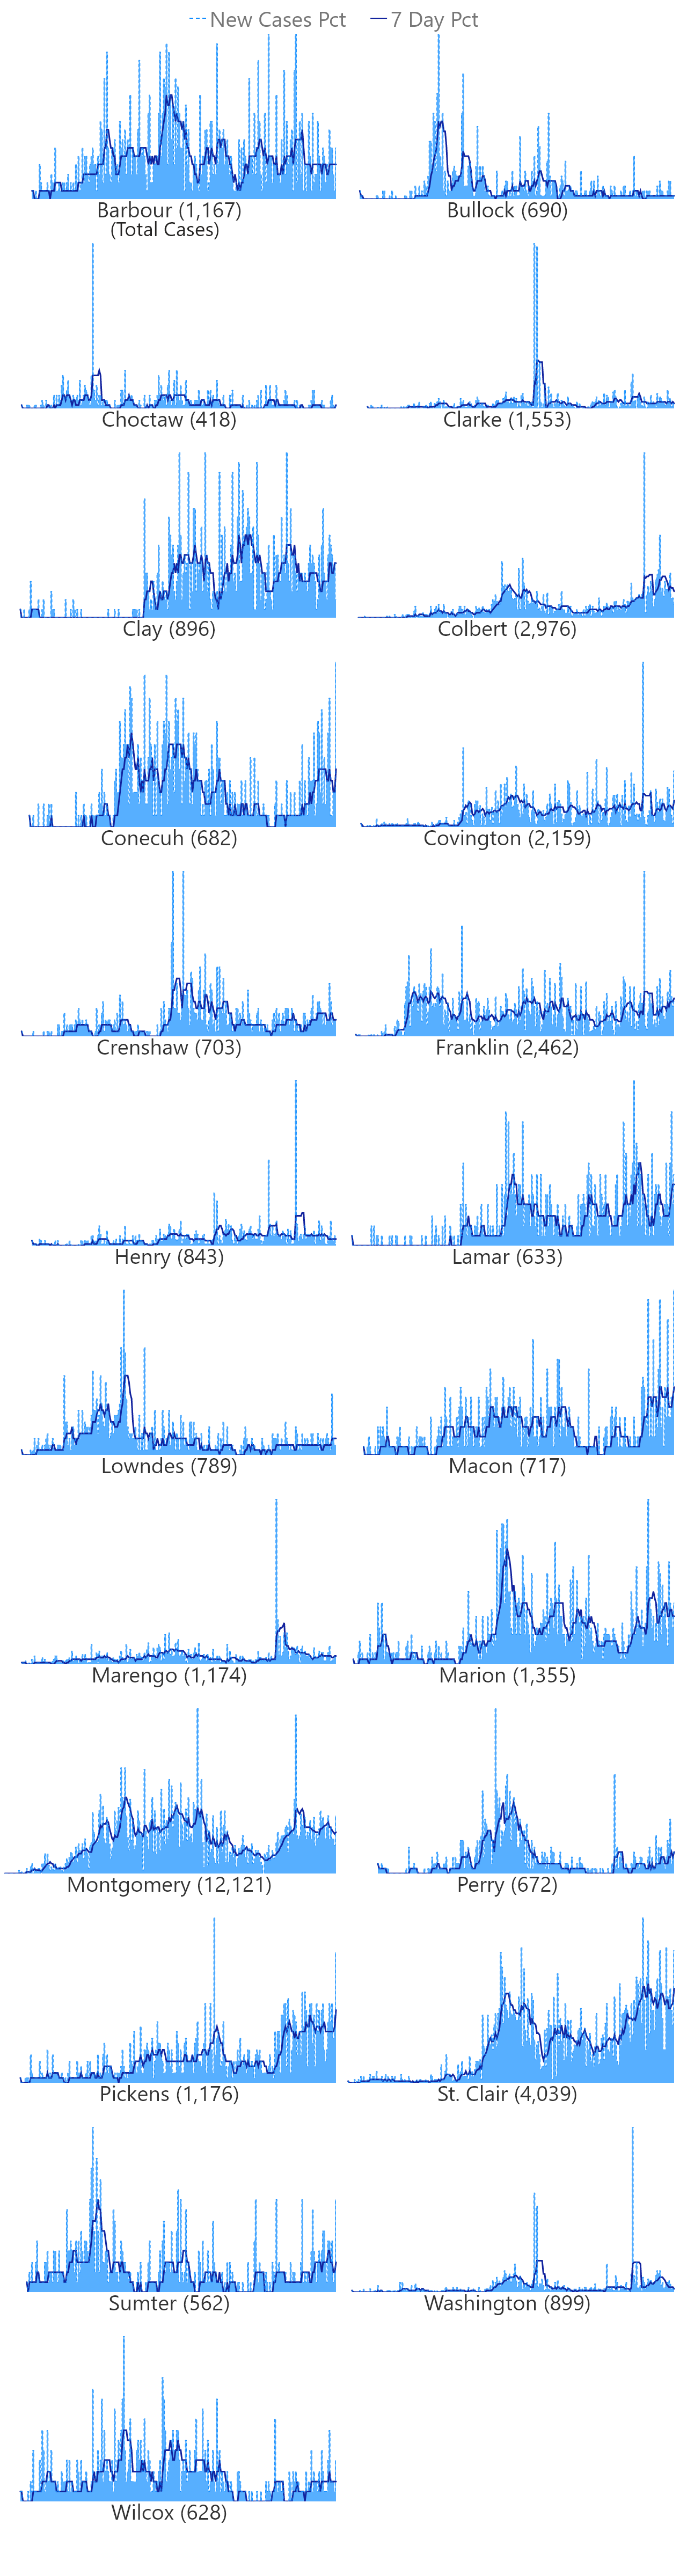 New Cases Pct 7 Day Pct
Barbour (1,167) Bullock (690)
(Total Cases)
Choctaw (418) Clarke (1,553)
Clay (896) Colbert (2,976)
Conecuh (682) Covington (2,159)
Crenshaw (703) Franklin (2,462)
Henry (843) Lamar (633)
Lowndes (789) Macon (717)
Marengo (1,174) Marion (1,355)
Montgomery (12,121) Perry (672)
Pickens (1,176) St. Clair (4,039)
Sumter (562) Washington (899)
Wilcox (628)